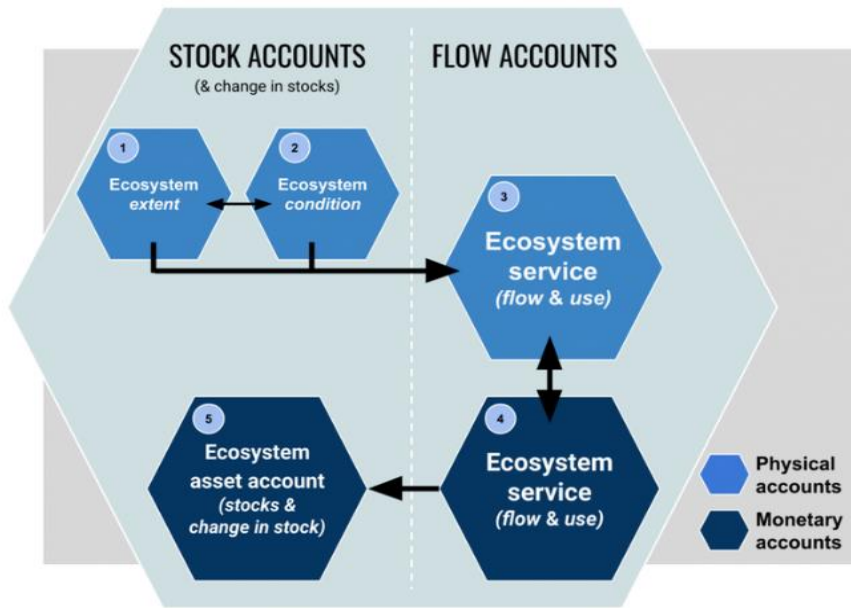 STOCK ACCOUNTS
(& change in stocks)
FLOW ACCOUNTS
1
Ecosystem
extent
2
Ecosystem
condition
3
Ecosystem
service
(flow & use)
5
Ecosystem
asset account
(stocks &
change in stock)
4
Ecosystem
service
(flow & use)
Physical
accounts
Monetary
accounts